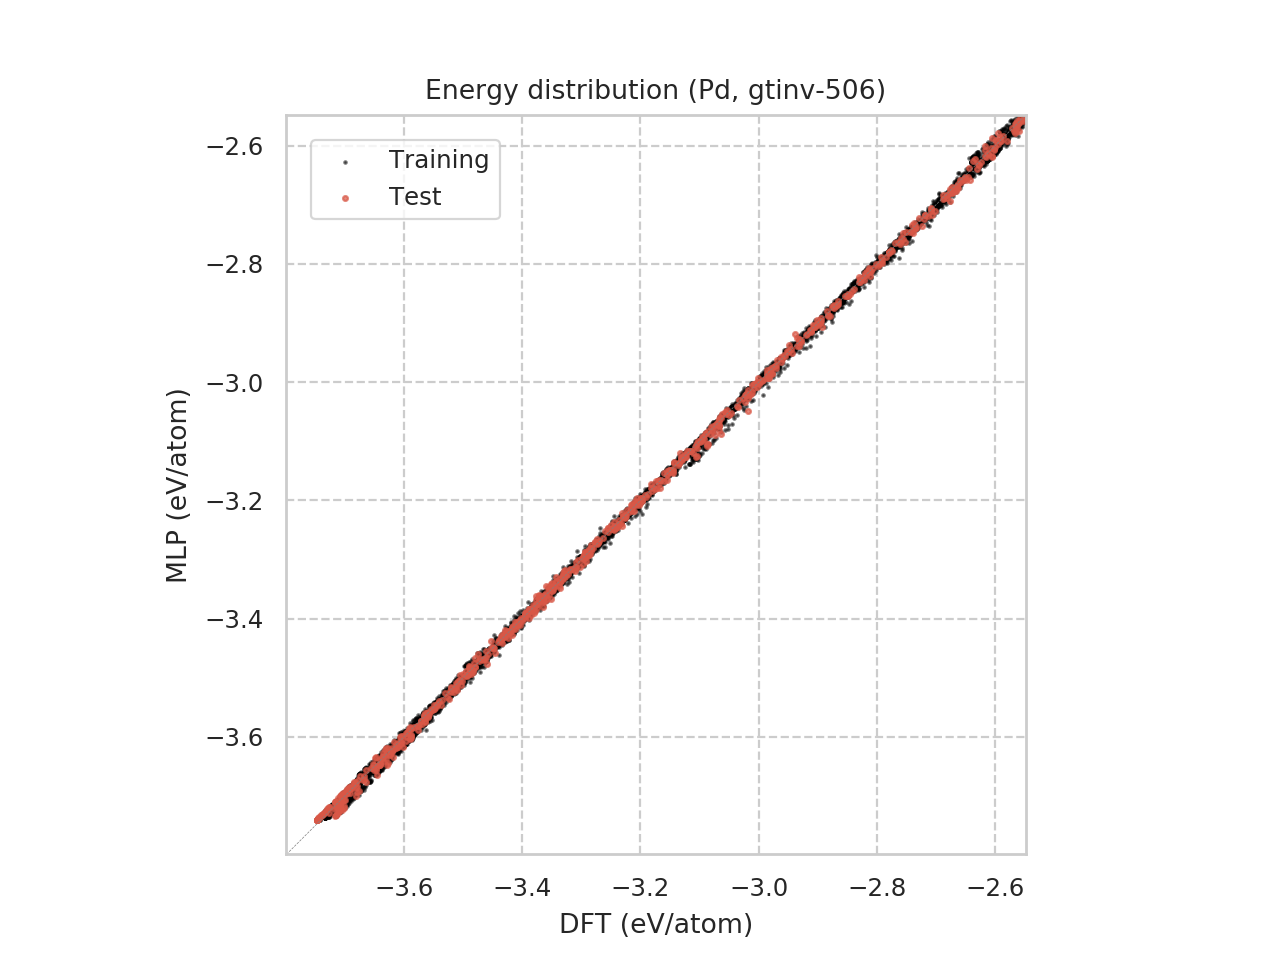 Energy distribution (Pd, gtinv-506)
Training
Test
−2.6
−2.8
−3.0
−3.2
−3.4
−3.6
MLP (eV/atom)
−3.6 −3.4 −3.2 −3.0 −2.8 −2.6
DFT (eV/atom)